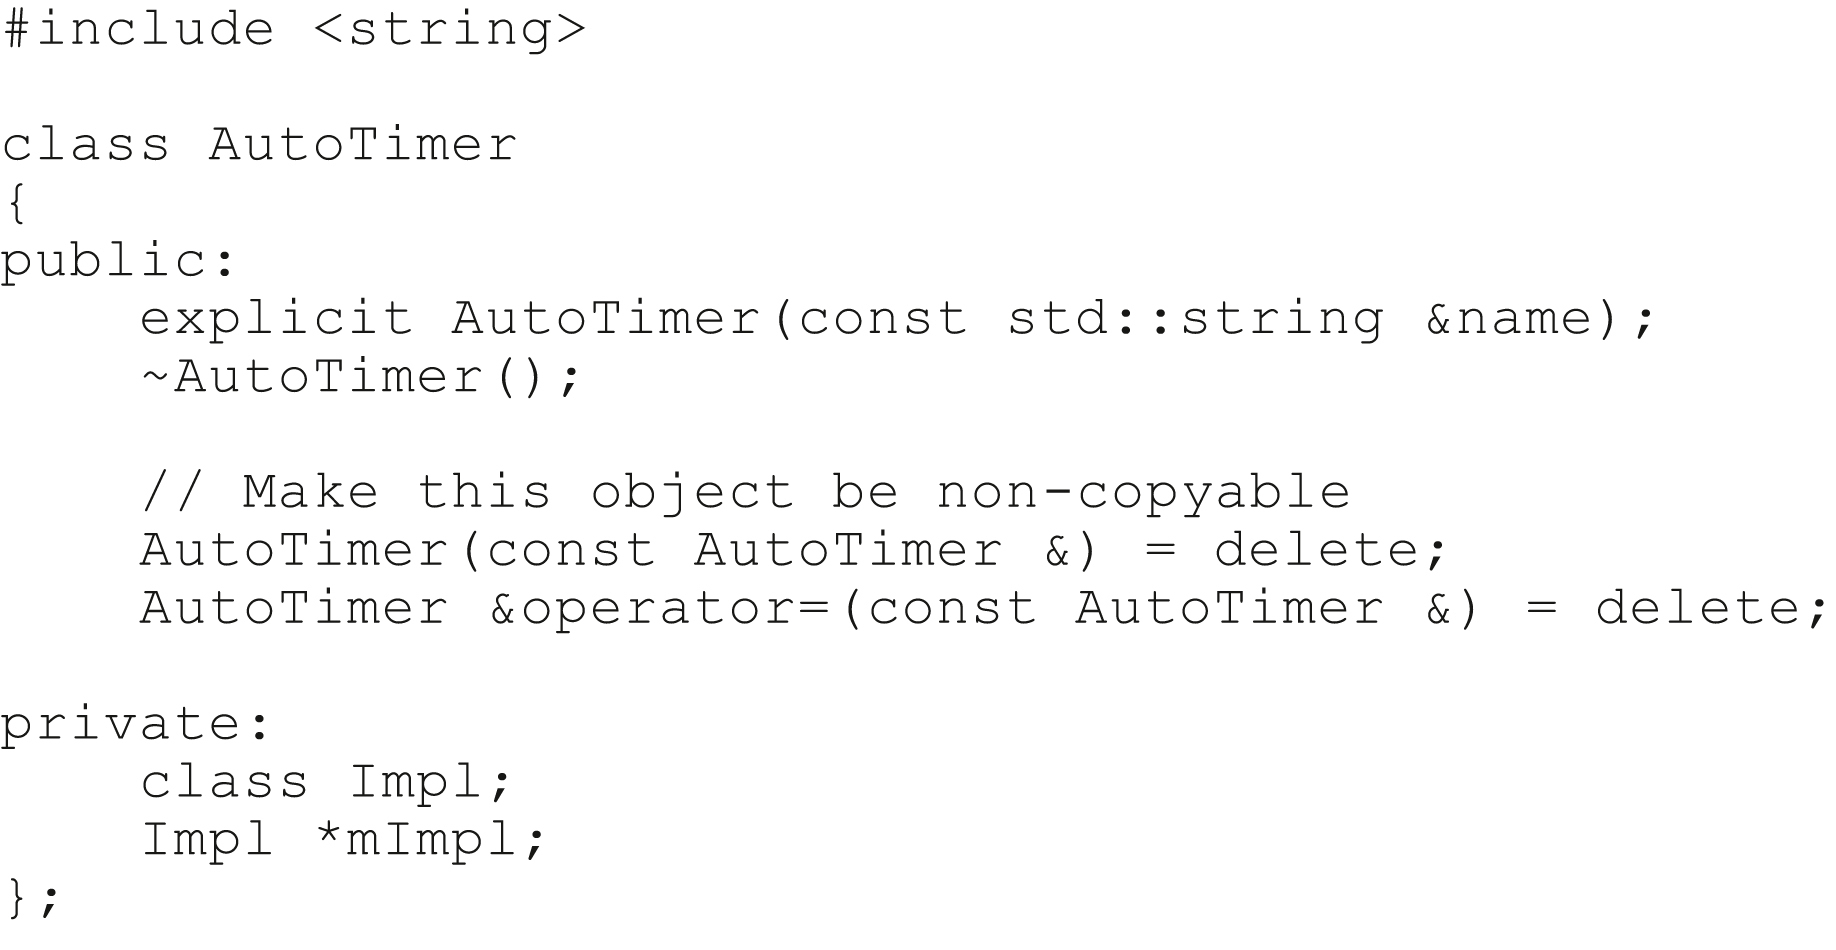 #include <string>

class AutoTimer
{
public:
    explicit AutoTimer(const std::string &name);
    ~AutoTimer();

    // Make this object be non-copyable
    AutoTimer(const AutoTimer &) = delete;
    AutoTimer &operator=(const AutoTimer &) = delete;

private:
    class Impl;
    Impl *mImpl;
};